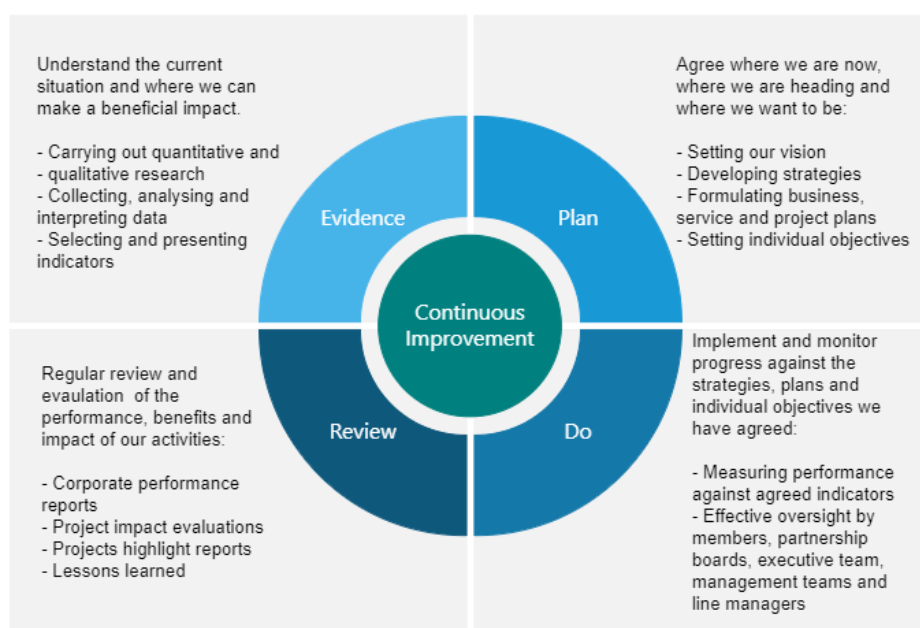 Understand the current
situation and where we can
make a beneficial impact.
- Carrying out quantitative and
- qualitative research
- Collecting, analysing and
interpreting data
- Selecting and presenting
indicators
Evidence
Agree where we are now,
where we are heading and
where we want to be:
- Setting our vision
- Developing strategies
- Formulating business,
service and project plans
- Setting individual objectives
Plan
Continuous
Improvement
Regular review and
evaulation of the
performance, benefits and
impact of our activities:
- Corporate performance
reports
- Project impact evaluations
- Projects highlight reports
- Lessons learned
Review
Do
Implement and monitor
progress against the
strategies, plans and
individual objectives we
have agreed:
- Measuring performance
against agreed indicators
- Effective oversight by
members, partnership
boards, executive team,
management teams and
line managers